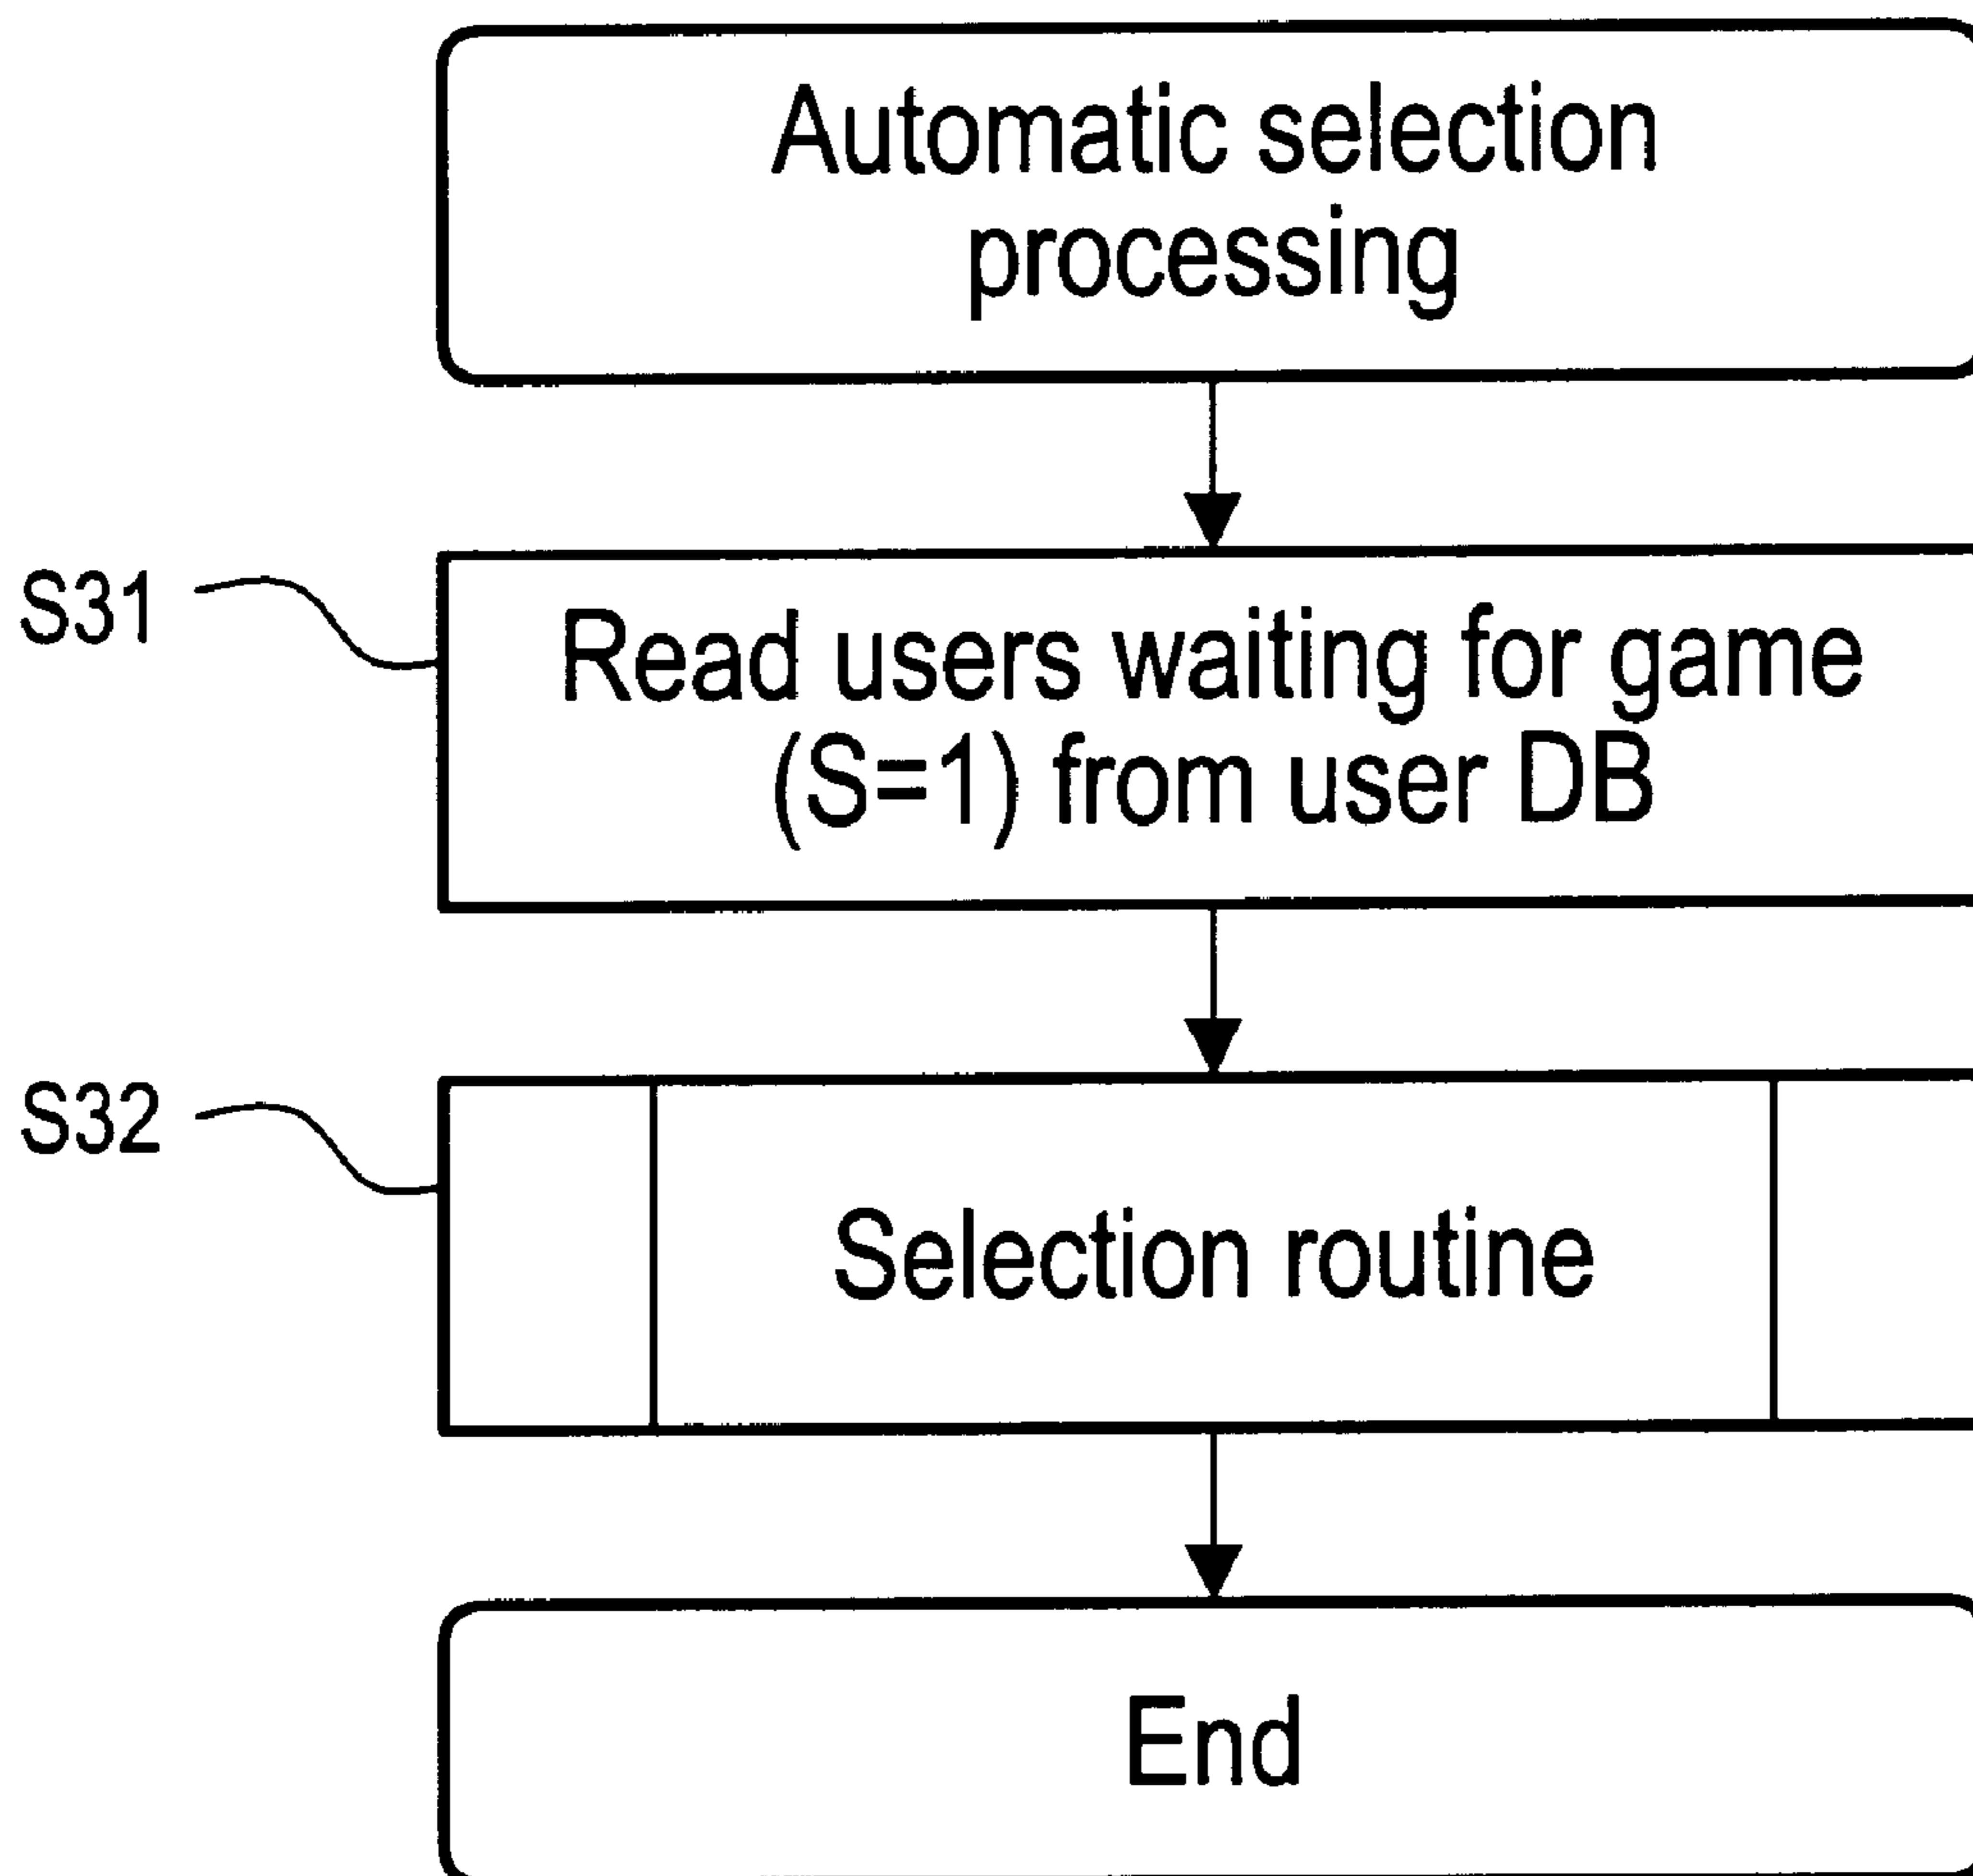 Automatic selection
processing
S31
Read users waiting for game
(S=1) from user DB
S32
Selection routine
End